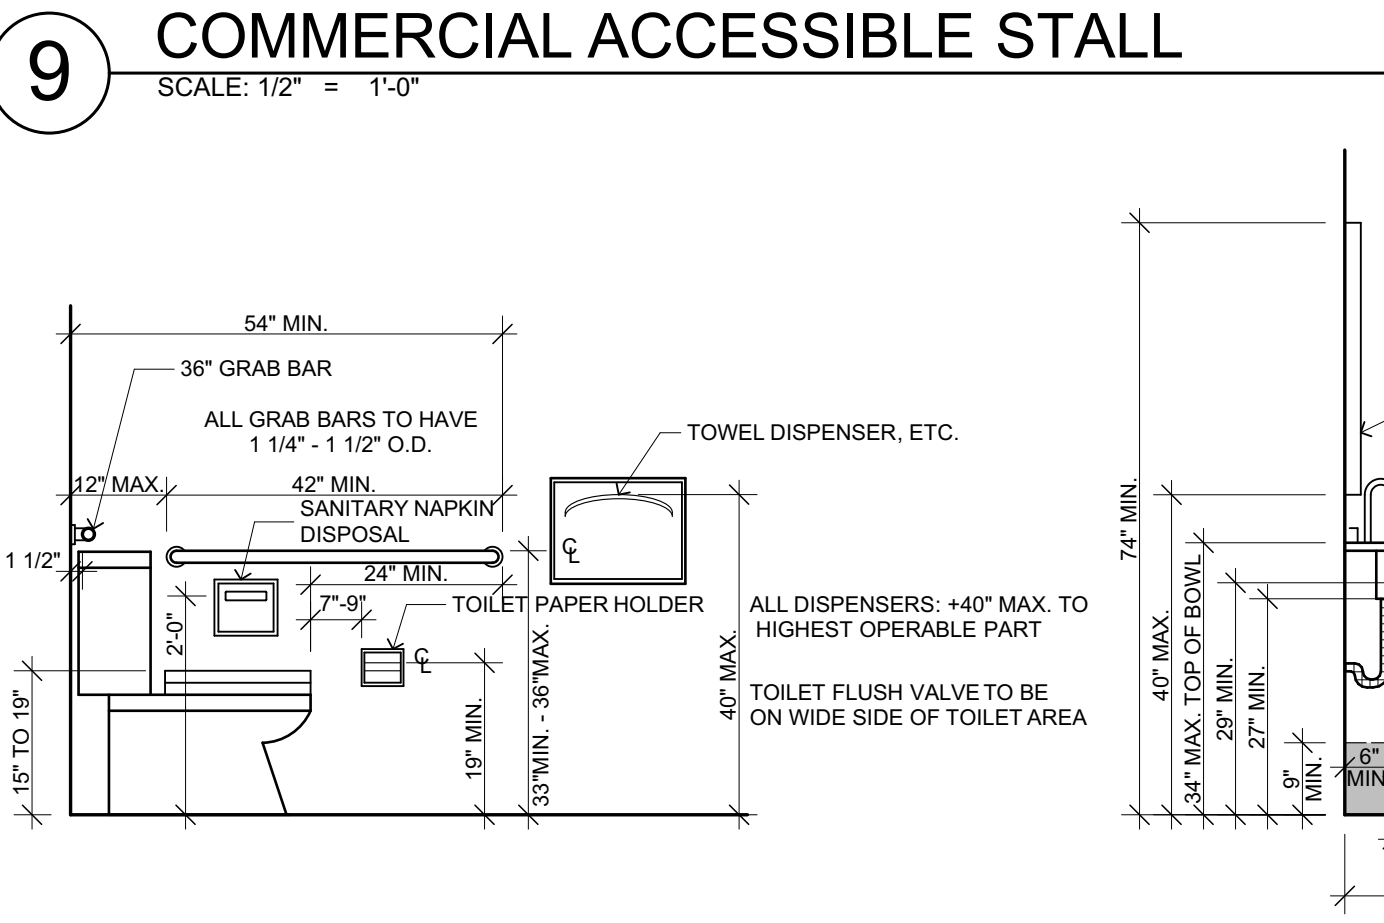 9
COMMERCIAL ACCESSIBLE STALL
SCALE: 1/2" = 1'-0"
54" MIN.
36" GRAB BAR
ALL GRAB BARS TO HAVE
1 1/4" - 1 1/2" O.D.
12" MAX.
42" MIN.
SANITARY NAPKIN
DISPOSAL
1 1/2"
24" MIN.
7"-9"
TOILET PAPER HOLDER
2'-0"
15" TO 19"
℄
19" MIN.
33"MIN. - 36"MAX.
TOWEL DISPENSER, ETC.
℄
40" MAX.
ALL DISPENSERS: +40" MAX. TO
HIGHEST OPERABLE PART
TOILET FLUSH VALVE TO BE
ON WIDE SIDE OF TOILET AREA
74" MIN.
40" MAX.
34" MAX. TOP OF BOWL
29" MIN.
27" MIN.
9"
MIN.
6"
MIN